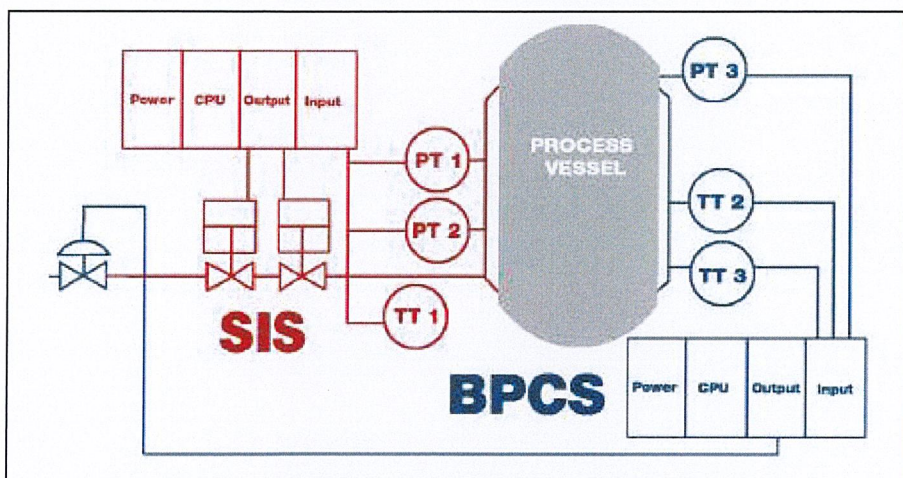 Power CPU Output Input
PT 3
PROCESS
VESSEL
PT 1
TT 2
PT 2
TT 3
SIS
TT 1
BPCS
Power CPU Output Input